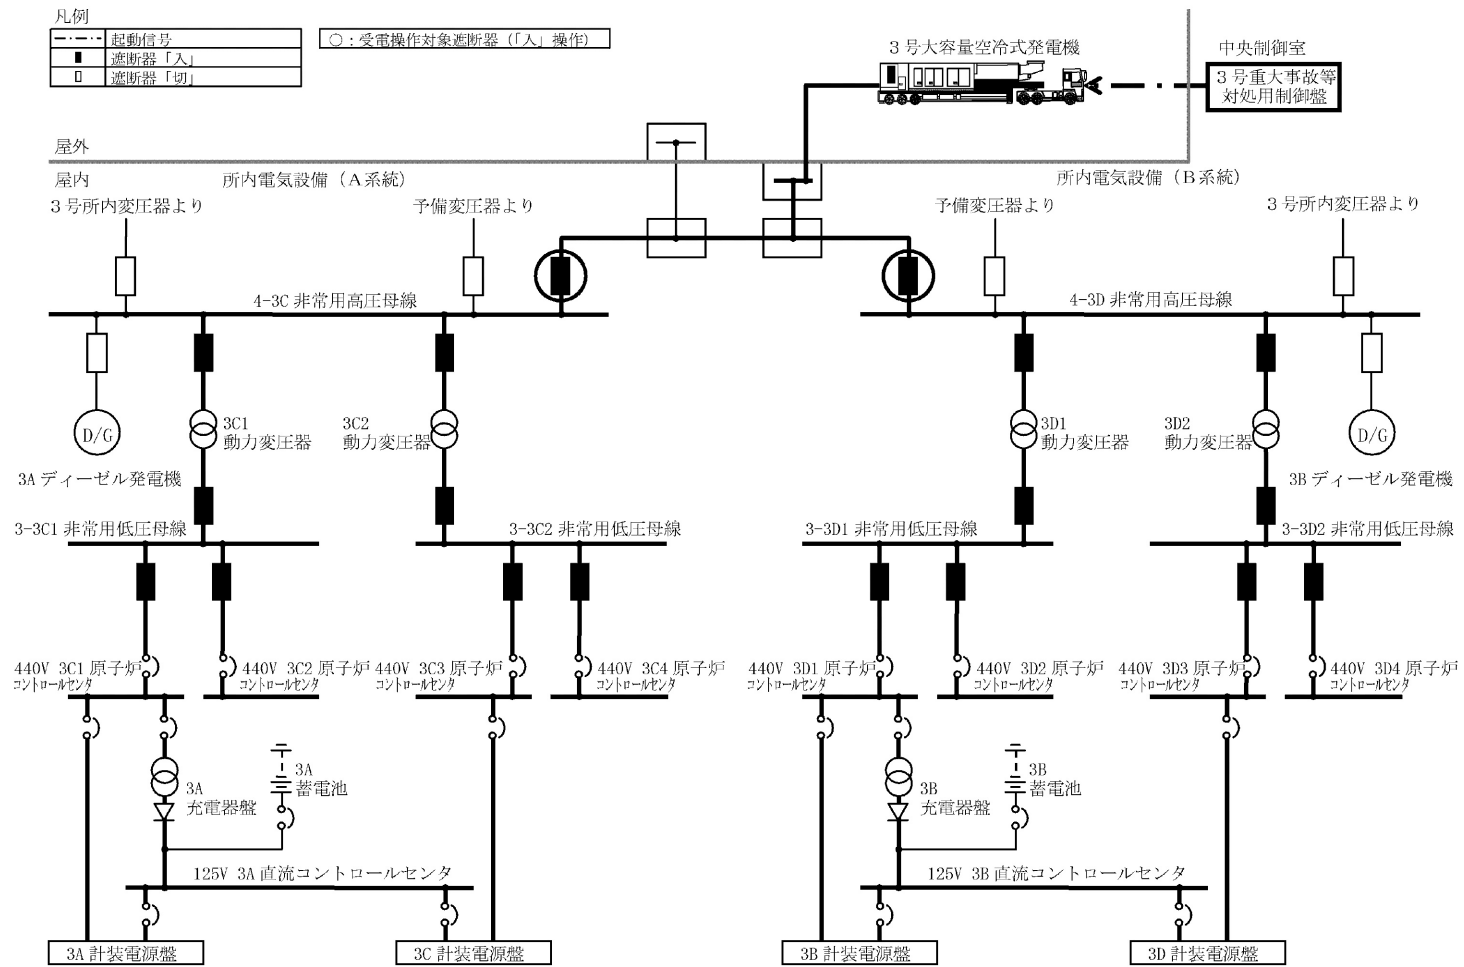 凡例
起動信号
遮断器「入」
遮断器「切」
○：受電操作対象遮断器（「入」操作）
3号大容量空冷式発電機
中央制御室
3号重大事故等
対処用制御盤
屋外
屋内
所内電気設備（A系統）
所内電気設備（B系統）
3号所内変圧器より
予備変圧器より
予備変圧器より
3号所内変圧器より
4-3C 非常用高圧母線
4-3D 非常用高圧母線
D/G
3C1
動力変圧器
3C2
動力変圧器
3D1
動力変圧器
3D2
動力変圧器
D/G
3A ディーゼル発電機
3B ディーゼル発電機
3-3C1 非常用低圧母線
3-3C2 非常用低圧母線
3-3D1 非常用低圧母線
3-3D2 非常用低圧母線
440V 3C1 原子炉
コントロールセンタ
440V 3C2 原子炉
コントロールセンタ
440V 3C3 原子炉
コントロールセンタ
440V 3C4 原子炉
コントロールセンタ
440V 3D1 原子炉
コントロールセンタ
440V 3D2 原子炉
コントロールセンタ
440V 3D3 原子炉
コントロールセンタ
440V 3D4 原子炉
コントロールセンタ
3A
充電器盤
3A
蓄電池
3B
充電器盤
3B
蓄電池
125V 3A 直流コントロールセンタ
125V 3B 直流コントロールセンタ
3A 計装電源盤
3C 計装電源盤
3B 計装電源盤
3D 計装電源盤